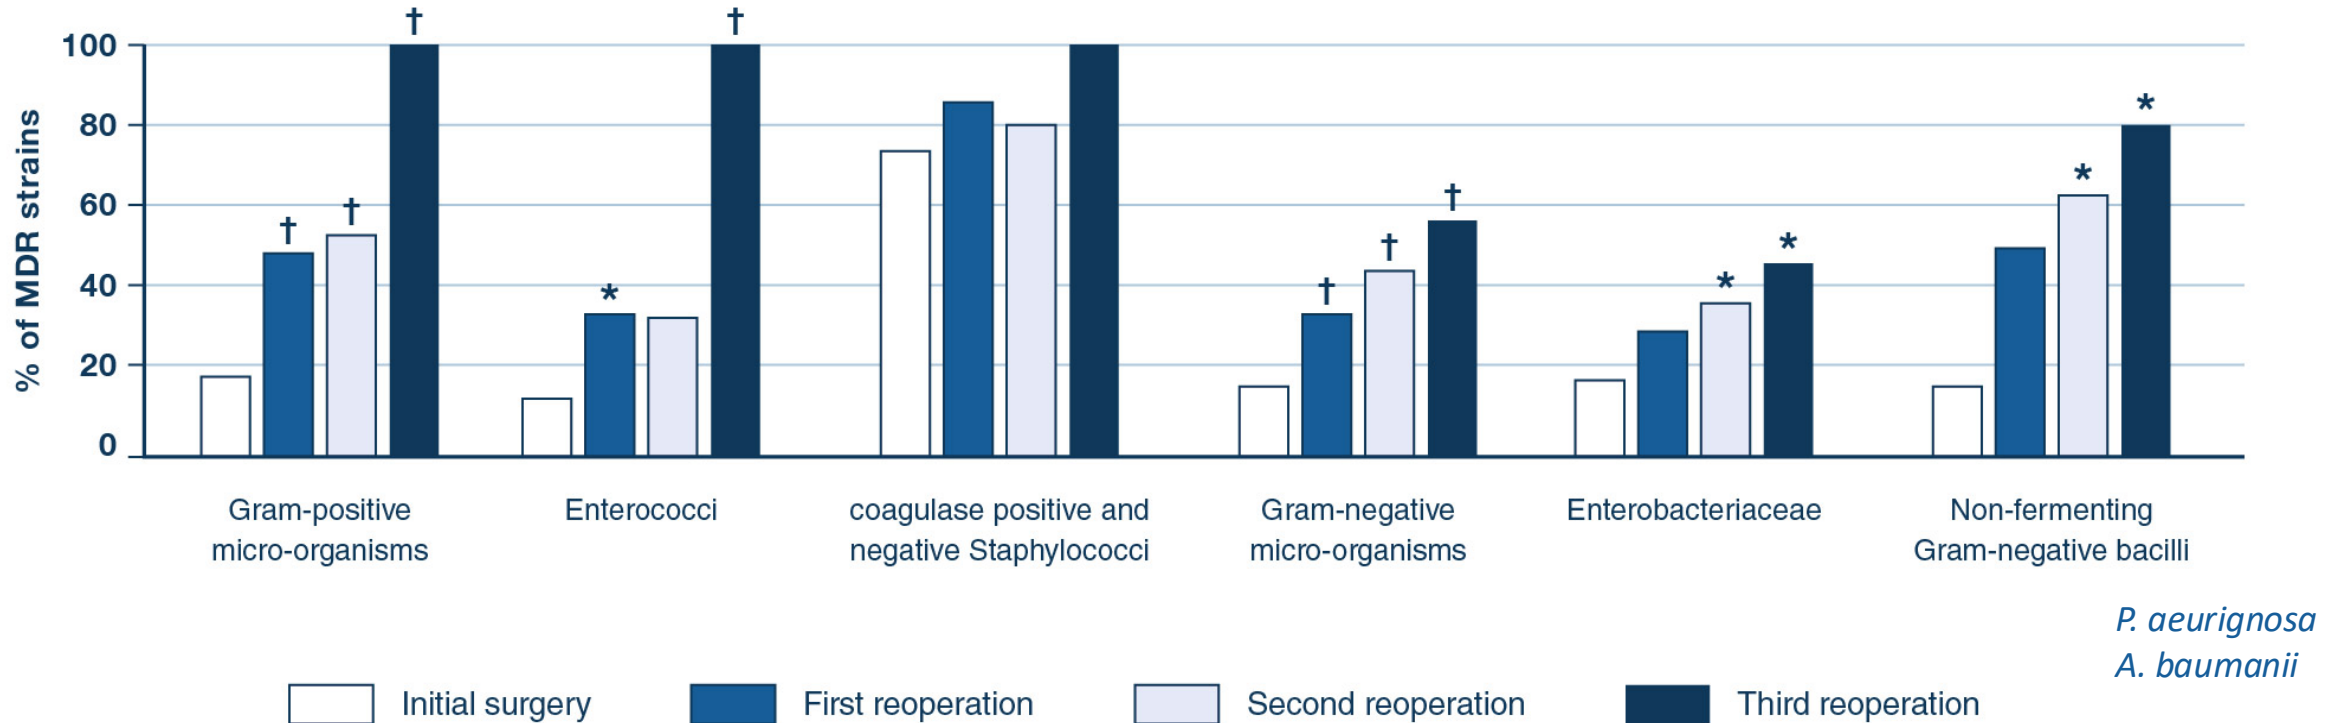 † †
100
*
80
*
† 
60
† †
†
*
40
* † *
20
0
% of MDR strains
Gram-positive
micro-organisms
Enterococci
coagulase positive and
negative Staphylococci
Gram-negative
micro-organisms
Enterobacteriaceae
Non-fermenting
Gram-negative bacilli
P. aeurignosa
A. baumanii
Initial surgery
First reoperation
Second reoperation
Third reoperation